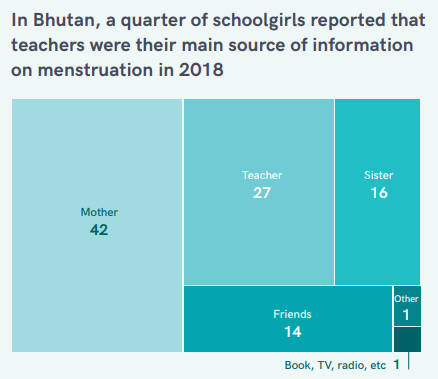 In Bhutan, a quarter of schoolgirls reported that
teachers were their main source of information
on menstruation in 2018
Mother
42
Teacher
27
Sister
16
Friends
14
Other
1
Book, TV, radio, etc 1